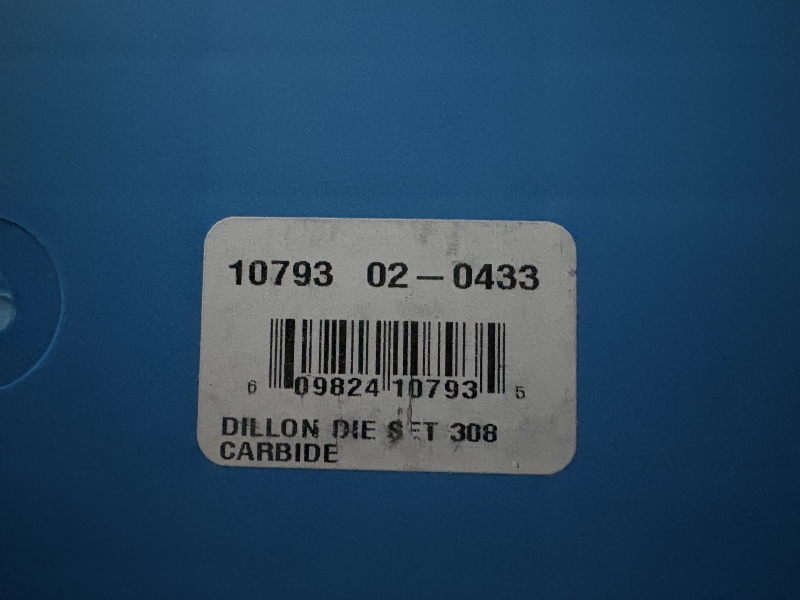 10793 02-0433
6 09824 10793 5
DILLON DIE SET 308
CARBIDE